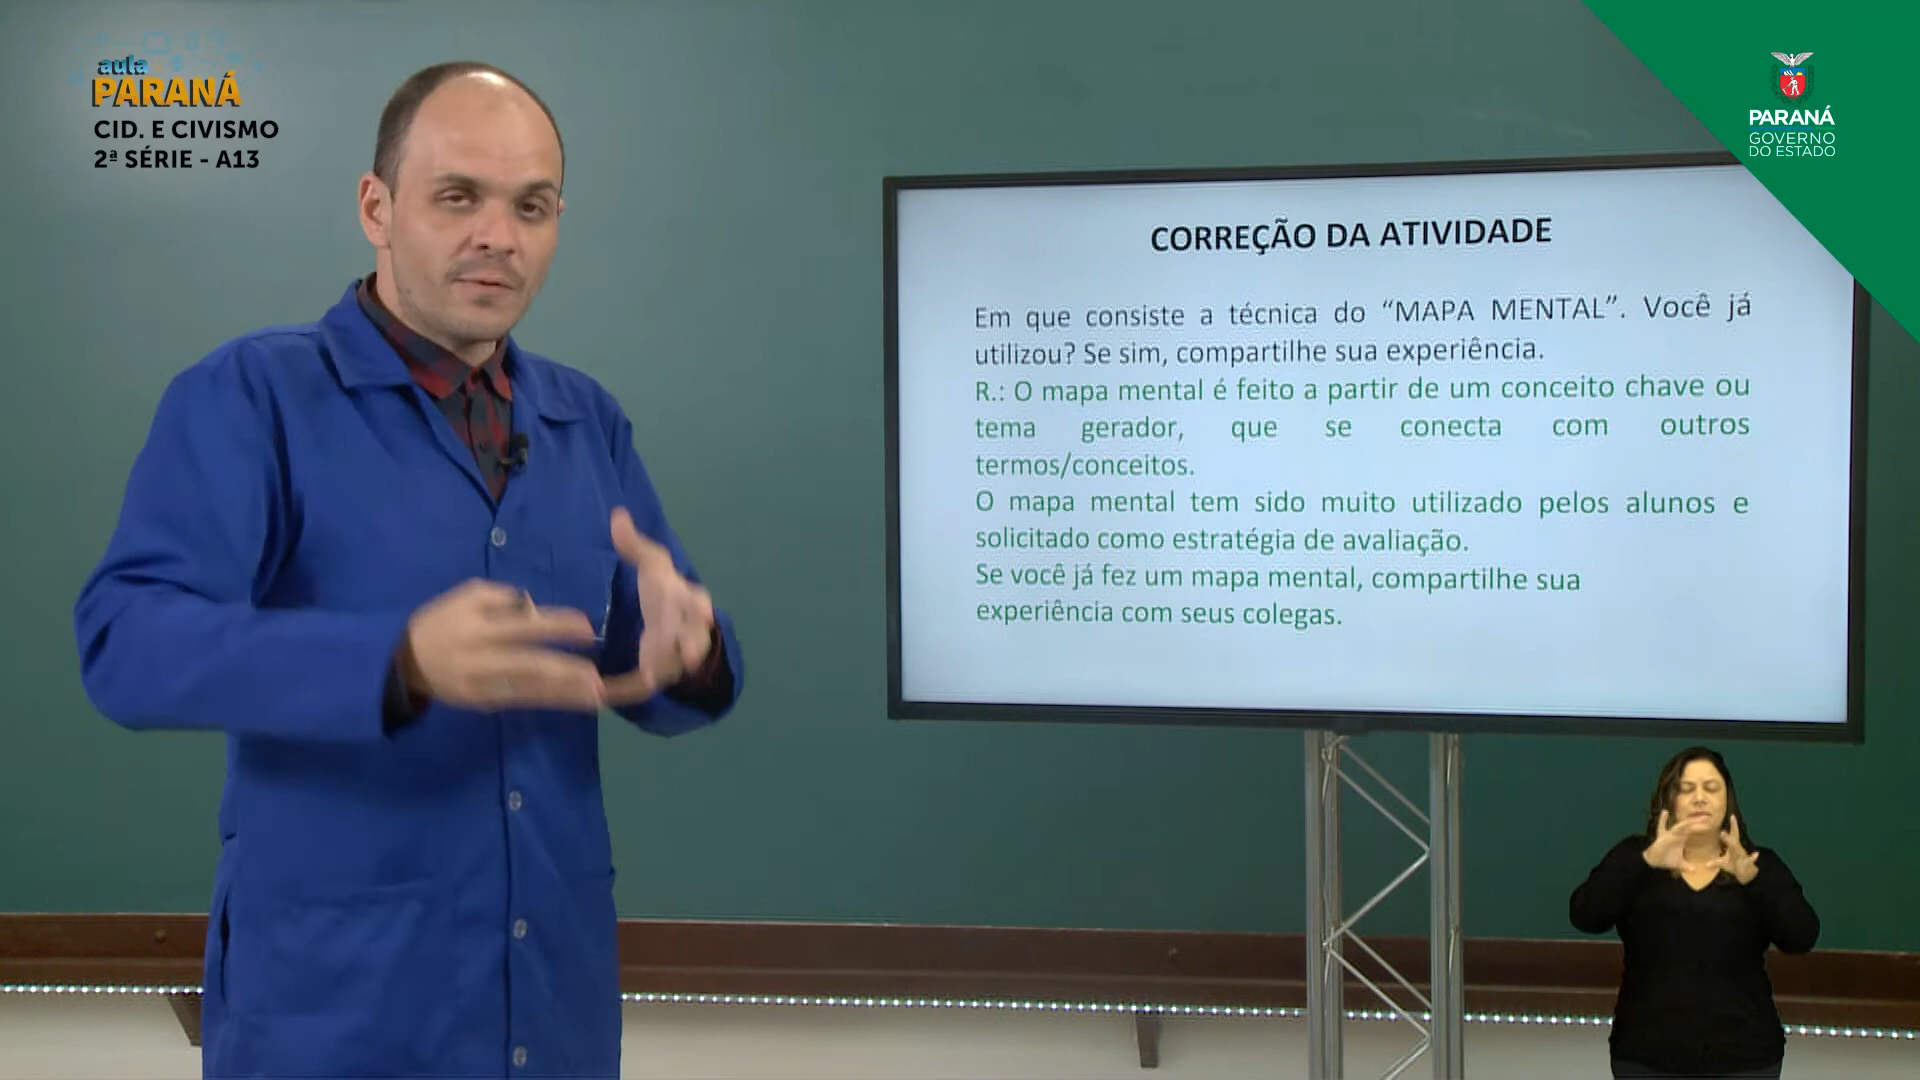 aula
PARANÁ
CID. E CIVISMO
2ª SÉRIE - A13
PARANÁ
GOVERNO
DO ESTADO
CORREÇÃO DA ATIVIDADE
Em que consiste a técnica do “MAPA MENTAL”. Você já
utilizou? Se sim, compartilhe sua experiência.
R.: O mapa mental é feito a partir de um conceito chave ou
tema gerador, que se conecta com outros
termos/conceitos.
O mapa mental tem sido muito utilizado pelos alunos e
solicitado como estratégia de avaliação.
Se você já fez um mapa mental, compartilhe sua
experiência com seus colegas.